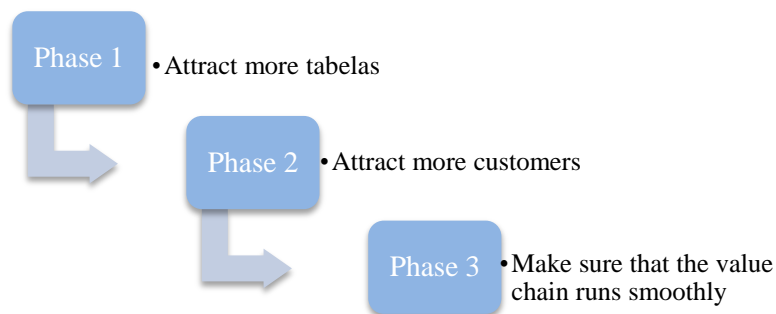 Phase 1
•Attract more tabelas
Phase 2
•Attract more customers
Phase 3
•Make sure that the value
chain runs smoothly